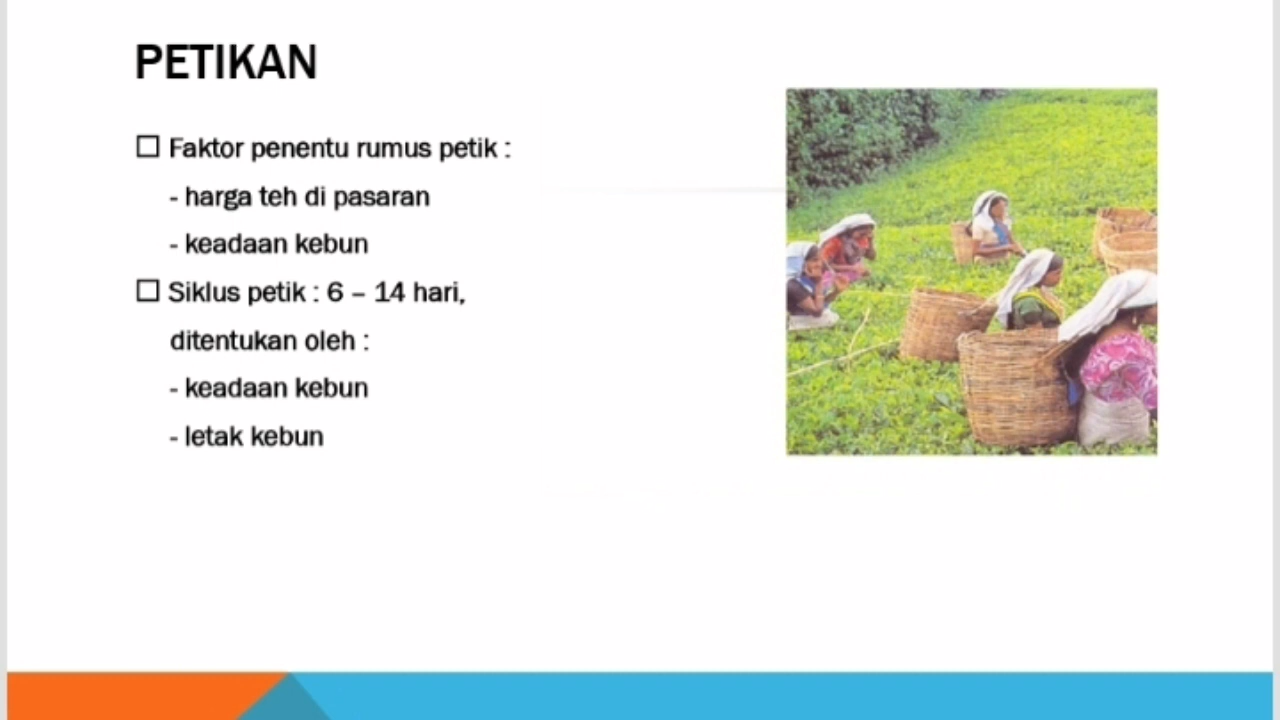 PETIKAN
☐ Faktor penentu rumus petik :
- harga teh di pasaran
- keadaan kebun
☐ Siklus petik : 6 – 14 hari,
ditentukan oleh :
- keadaan kebun
- letak kebun